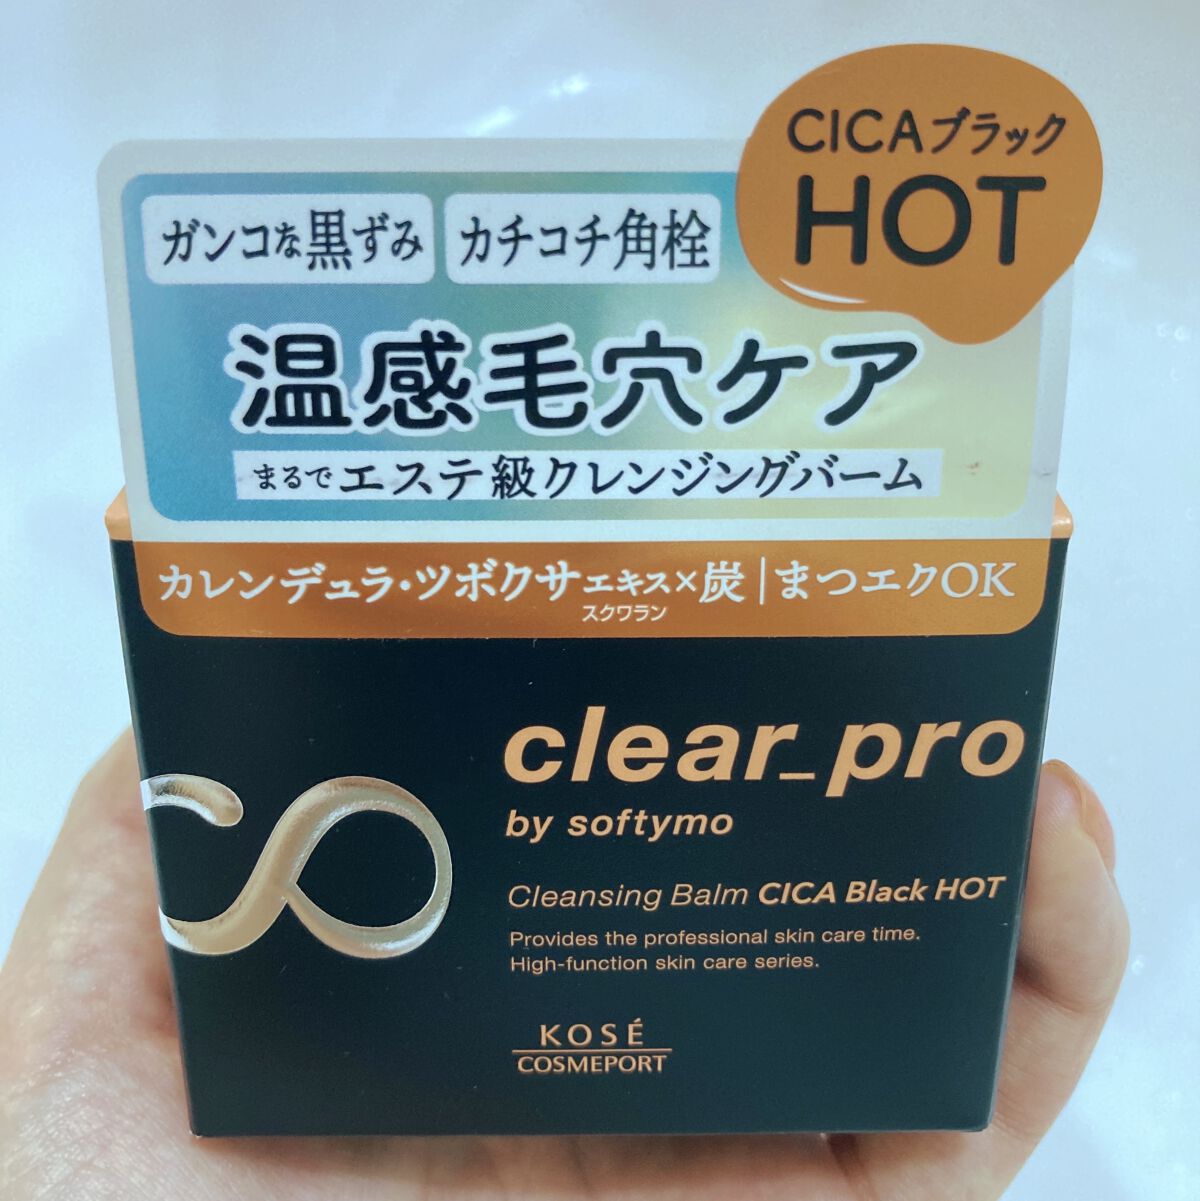 CICAブラック
HOT
ガンコな黒ずみ
カチコチ角栓
温感毛穴ケア
まるでエステ級クレンジングバーム
カレンデュラ・ツボクサエキス×炭|まつエクOK
スクワラン
clear_pro
by softymo
Cleansing Balm CICA Black HOT
Provides the professional skin care time.
High-function skin care series.
KOSÉ
COSMEPORT